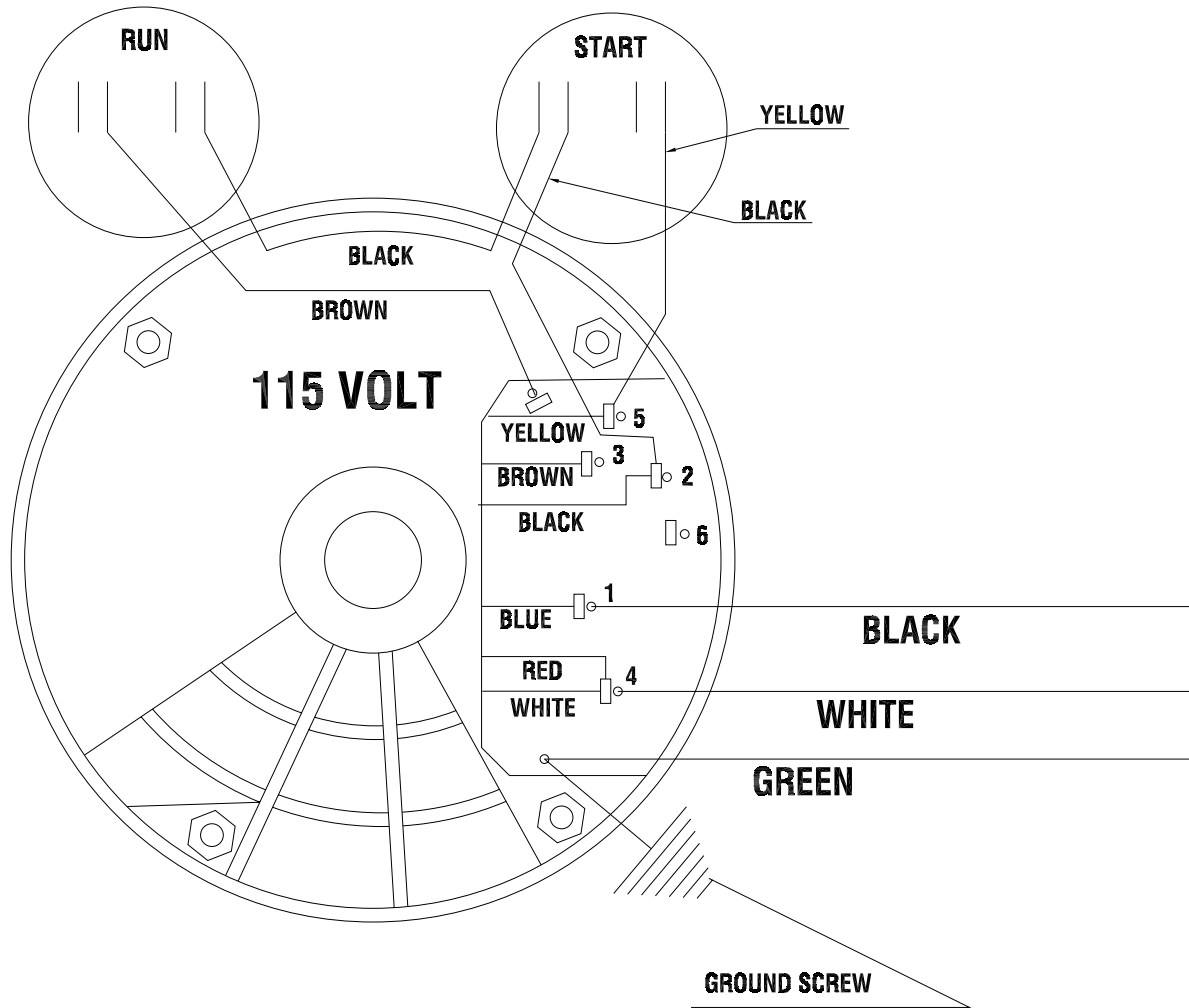 RUN
START
YELLOW
BLACK
BLACK
BROWN
115 VOLT
5
YELLOW
3
BROWN
2
BLACK
6
1
BLUE
BLACK
RED
4
WHITE
WHITE
GREEN
GROUND SCREW